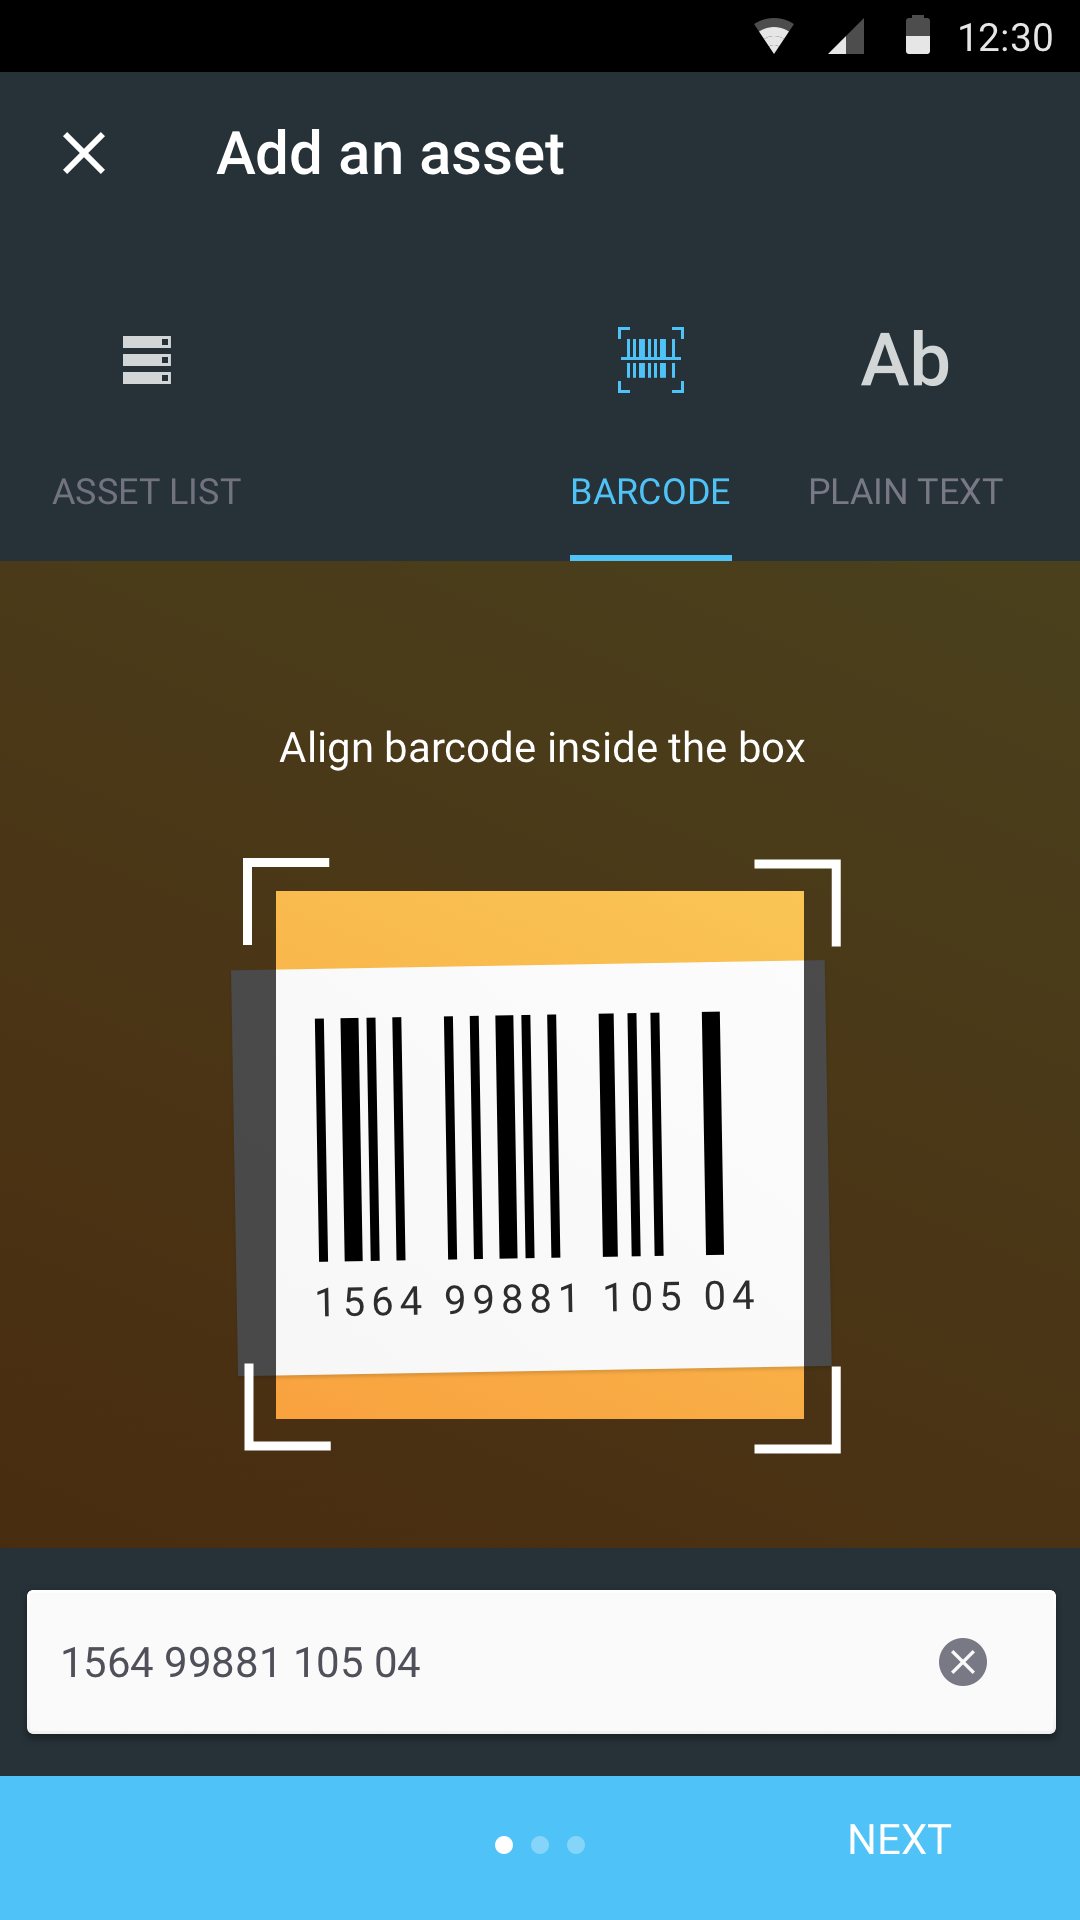 12:30
Add an asset
Ab
ASSET LIST BARCODE PLAIN TEXT
Align barcode inside the box
1564 99881 105 04
1564 99881 105 04
NEXT